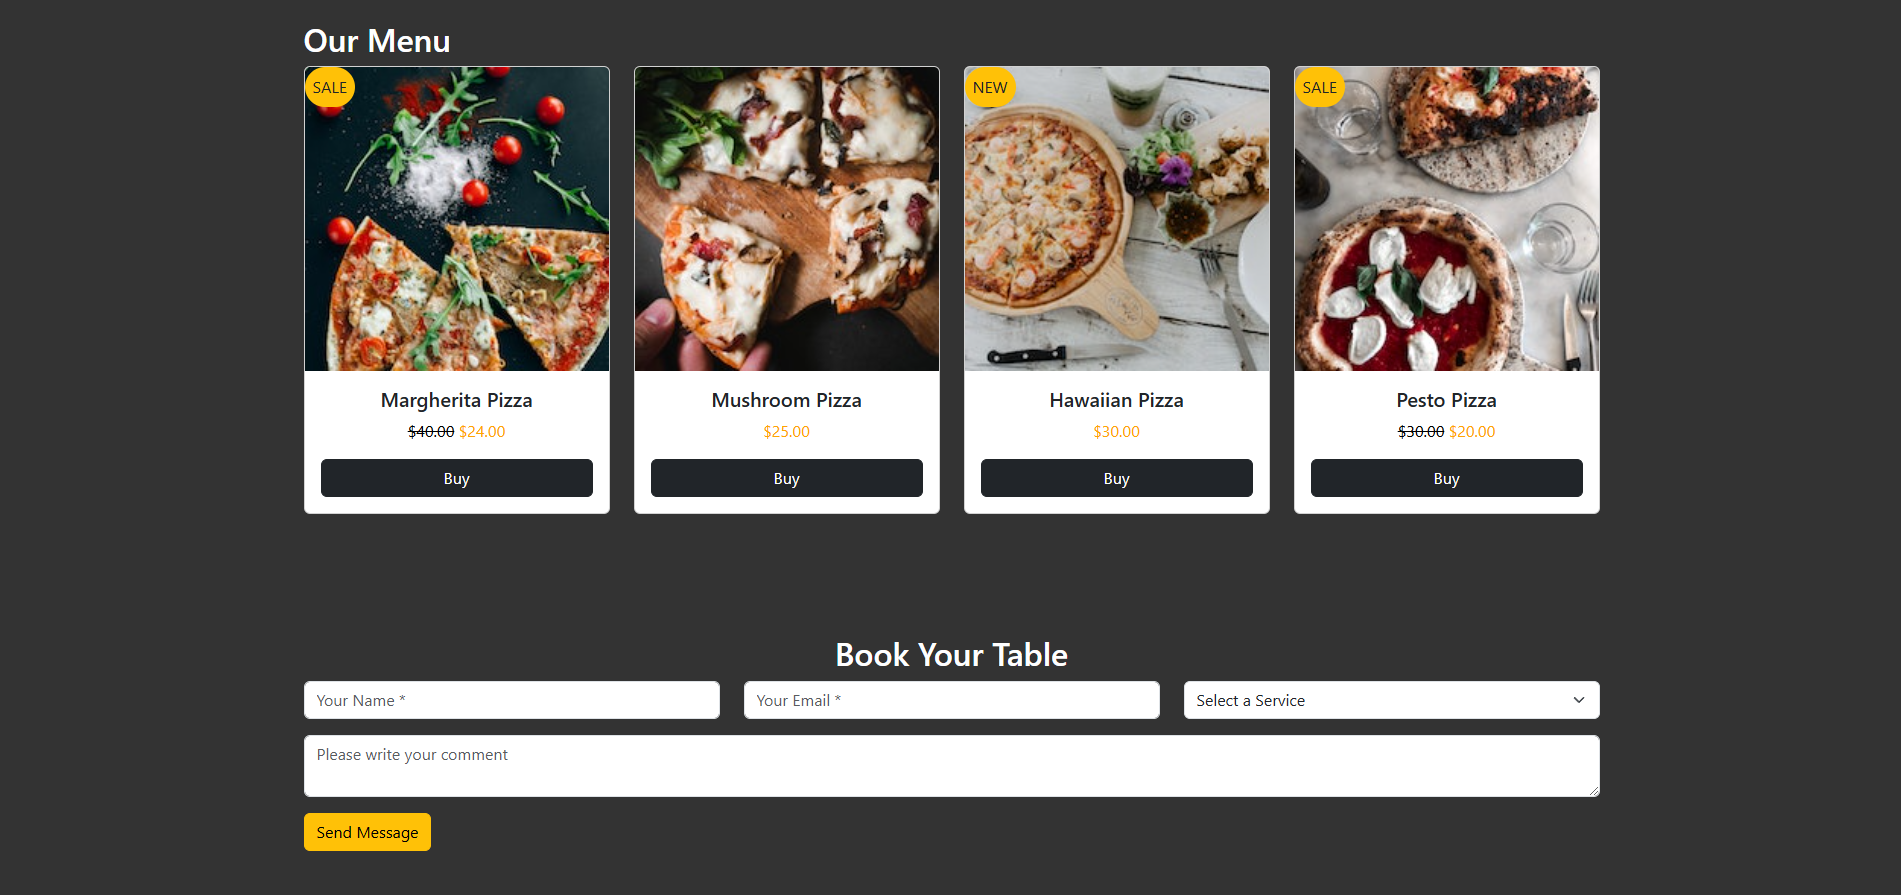 Our Menu
SALE
Margherita Pizza
$40.00 $24.00
Buy
Mushroom Pizza
$25.00
Buy
NEW
Hawaiian Pizza
$30.00
Buy
SALE
Pesto Pizza
$30.00 $20.00
Buy
Book Your Table
Your Name *
Your Email *
Select a Service
Please write your comment
Send Message